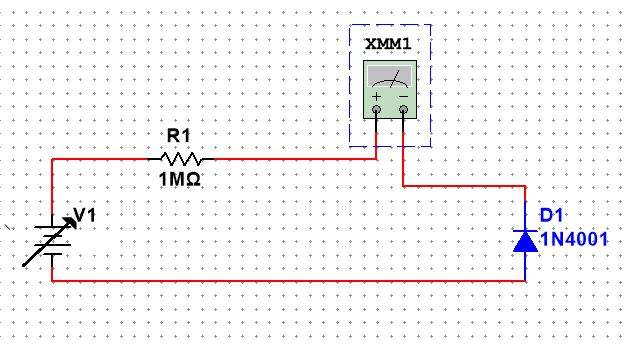 XMM1
+ −
R1
1MΩ
V1
D1
1N4001